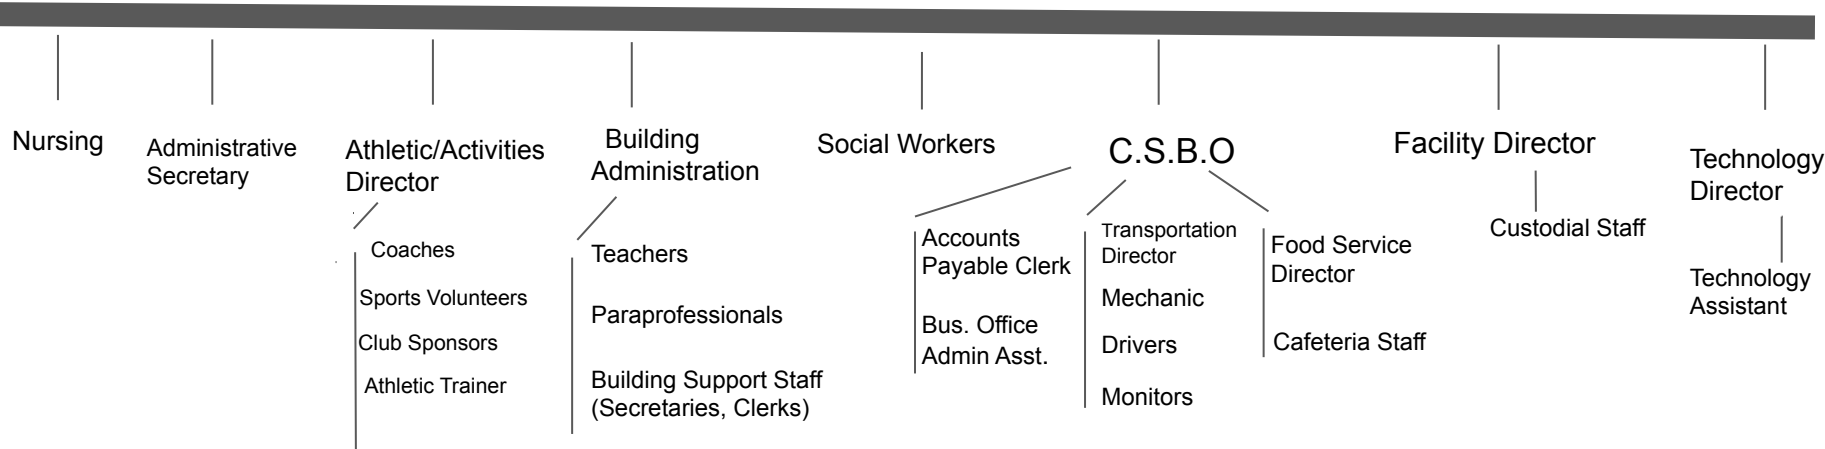 Nursing
Administrative
Secretary
Athletic/Activities
Director
Coaches
Sports Volunteers
Club Sponsors
Athletic Trainer
Building
Administration
Teachers
Paraprofessionals
Building Support Staff
(Secretaries, Clerks)
Social Workers
C.S.B.O
Accounts
Payable Clerk
Bus. Office
Admin Asst.
Transportation
Director
Mechanic
Drivers
Monitors
Food Service
Director
Cafeteria Staff
Facility Director
Custodial Staff
Technology
Director
Technology
Assistant